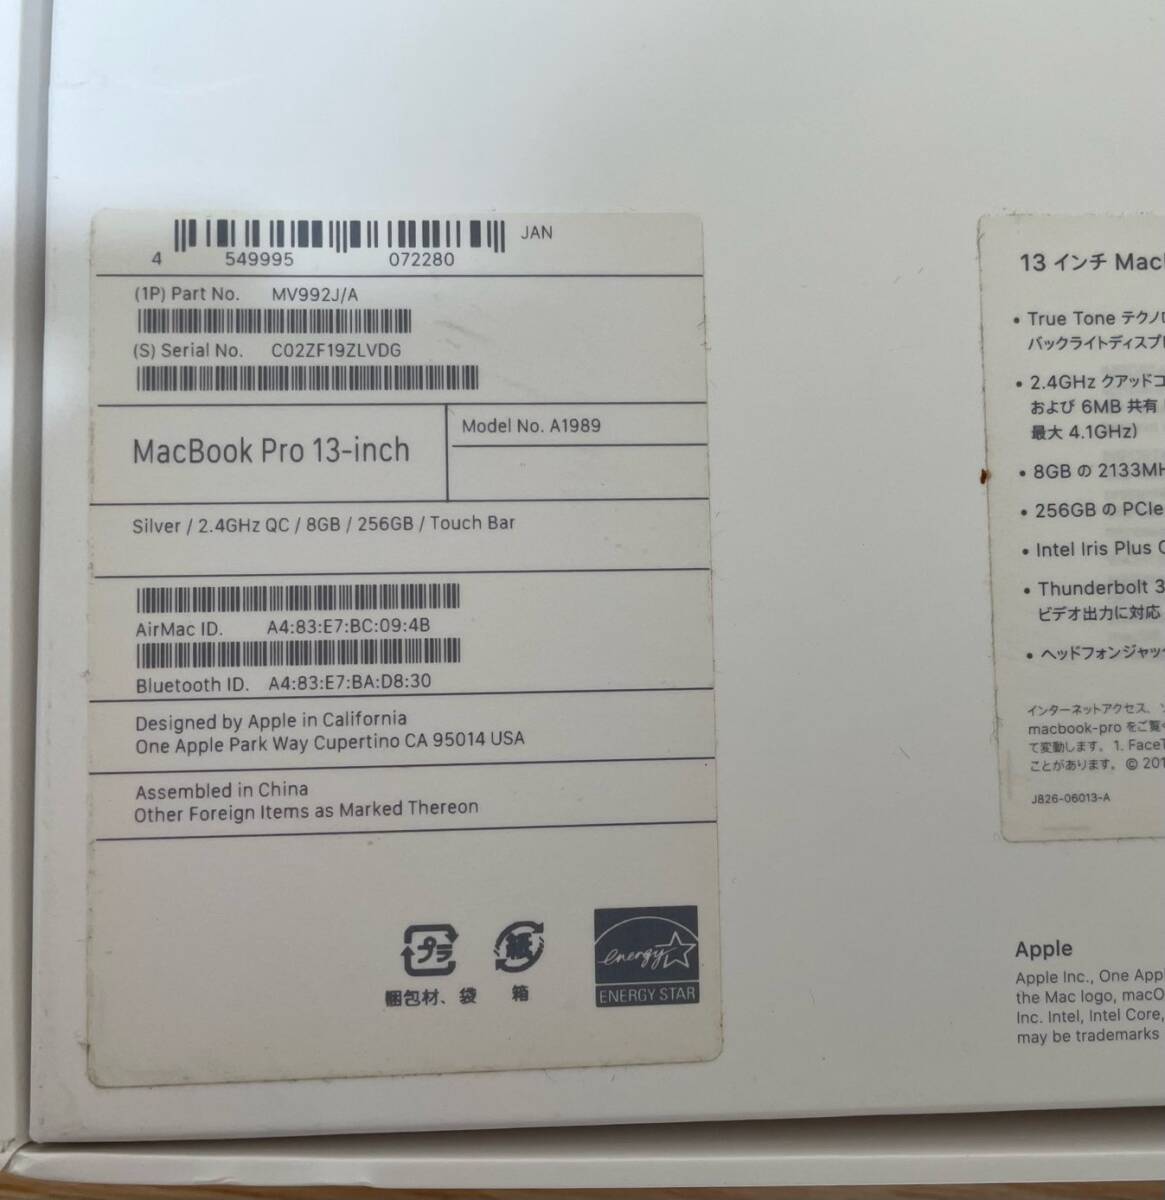 JAN
4 549995 072280
(1P) Part No. MV992J/A
(S) Serial No. C02ZF19ZLVDG
MacBook Pro 13-inch
Model No. A1989
Silver / 2.4GHz QC / 8GB / 256GB / Touch Bar
AirMac ID. A4:83:E7:BC:09:4B
Bluetooth ID. A4:83:E7:BA:D8:30
Designed by Apple in California
One Apple Park Way Cupertino CA 95014 USA
Assembled in China
Other Foreign Items as Marked Thereon
プラ
紙
梱包材、袋
箱
energy
ENERGY STAR
13 インチ Mac
• True Tone テクノ
バックライトディスプ
• 2.4GHz クアッドコ
および 6MB 共有
最大 4.1GHz)
• 8GB の 2133MH
• 256GB の PCIe
• Intel Iris Plus
• Thunderbolt 3
ビデオ出力に対応
• ヘッドフォンジャッ
インターネットアクセス、
macbook-pro をご覧
て変動します。1. Face
ことがあります。© 201
J826-06013-A
Apple
Apple Inc., One App
the Mac logo, macO
Inc. Intel, Intel Core,
may be trademarks